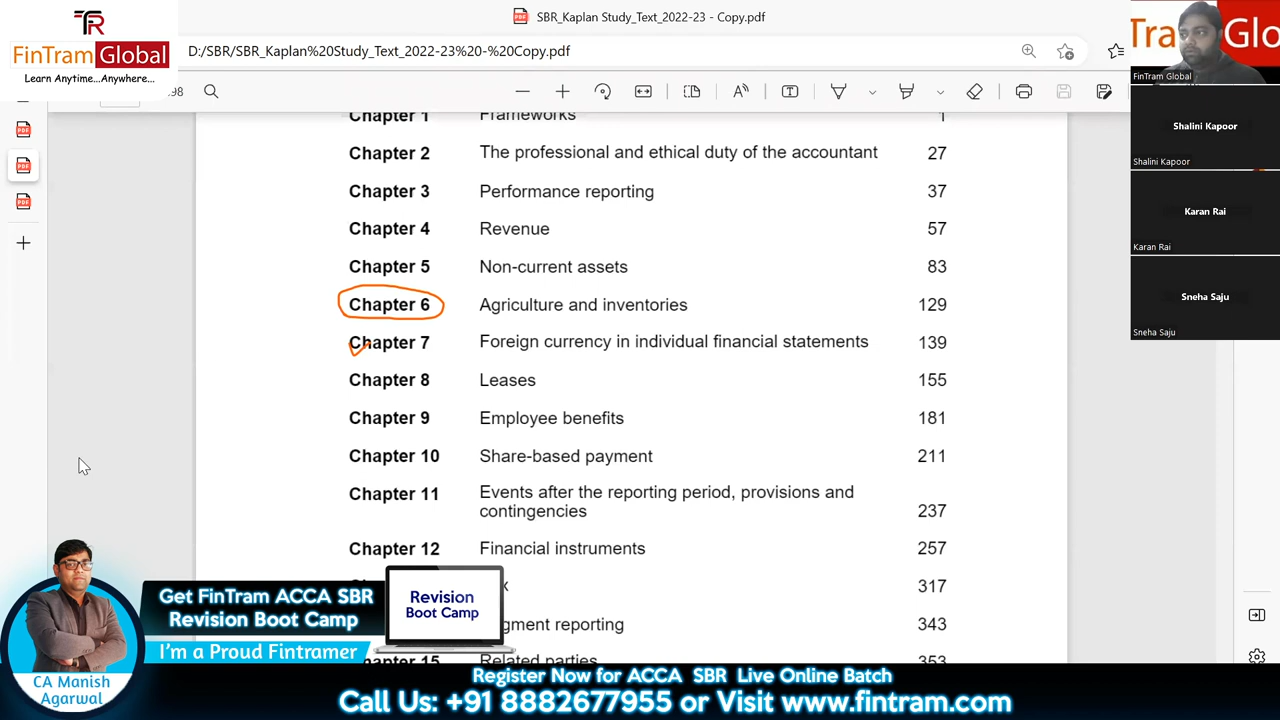 SBR_Kaplan Study_Text_2022-23 - Copy.pdf
TR
FinTram Global
Learn Anytime...Anywhere...
D:/SBR/SBR_Kaplan%20Study_Text_2022-23%20-%20Copy.pdf
FinTram Global
98
Chapter 1 Frameworks 1
Chapter 2 The professional and ethical duty of the accountant 27
Chapter 3 Performance reporting 37
Chapter 4 Revenue 57
Chapter 5 Non-current assets 83
Chapter 6 Agriculture and inventories 129
Chapter 7 Foreign currency in individual financial statements 139
Chapter 8 Leases 155
Chapter 9 Employee benefits 181
Chapter 10 Share-based payment 211
Chapter 11 Events after the reporting period, provisions and
contingencies 237
Chapter 12 Financial instruments 257
317
gment reporting 343
Chapter 15 Related parties 353
Shalini Kapoor
Shalini Kapoor
Karan Rai
Karan Rai
Sneha Saju
Sneha Saju
Get FinTram ACCA SBR
Revision Boot Camp
I'm a Proud Fintramer
Revision
Boot Camp
CA Manish
Agarwal
Register Now for ACCA SBR Live Online Batch
Call Us: +91 8882677955 or Visit www.fintram.com